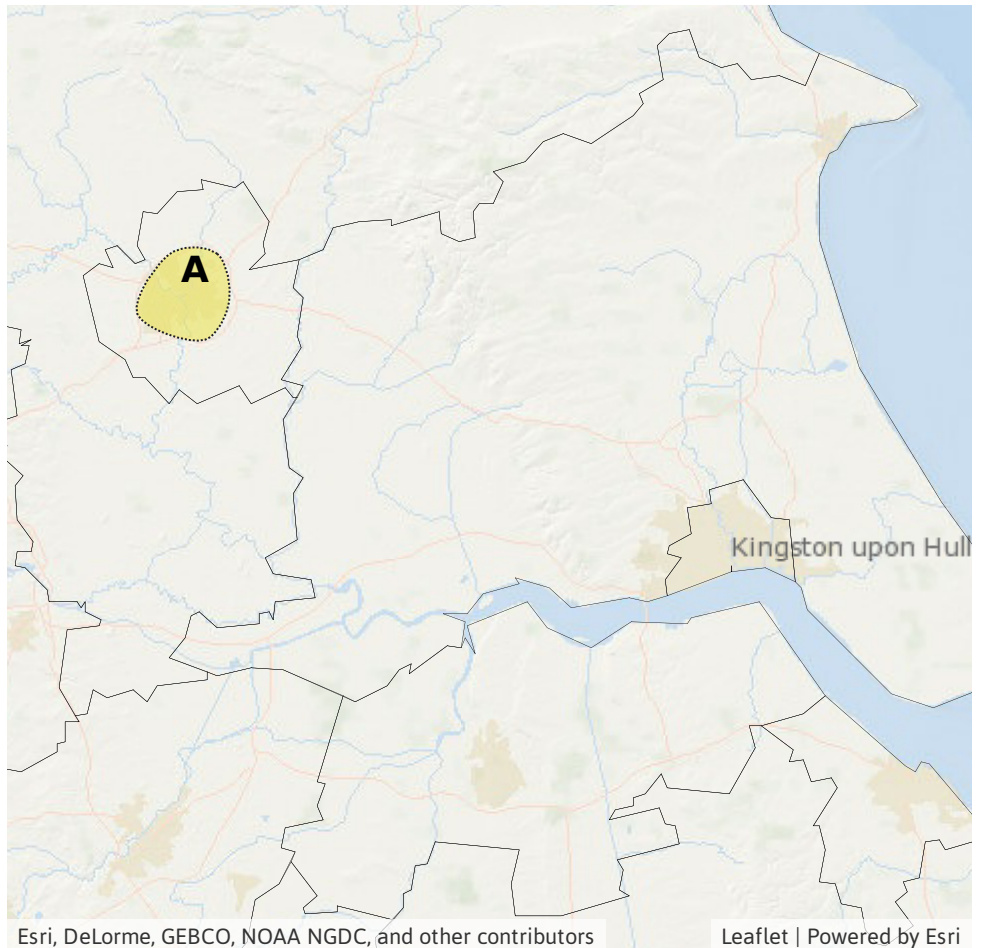 A
Kingston upon Hull
Esri, DeLorme, GEBCO, NOAA NGDC, and other contributors
Leaflet | Powered by Esri